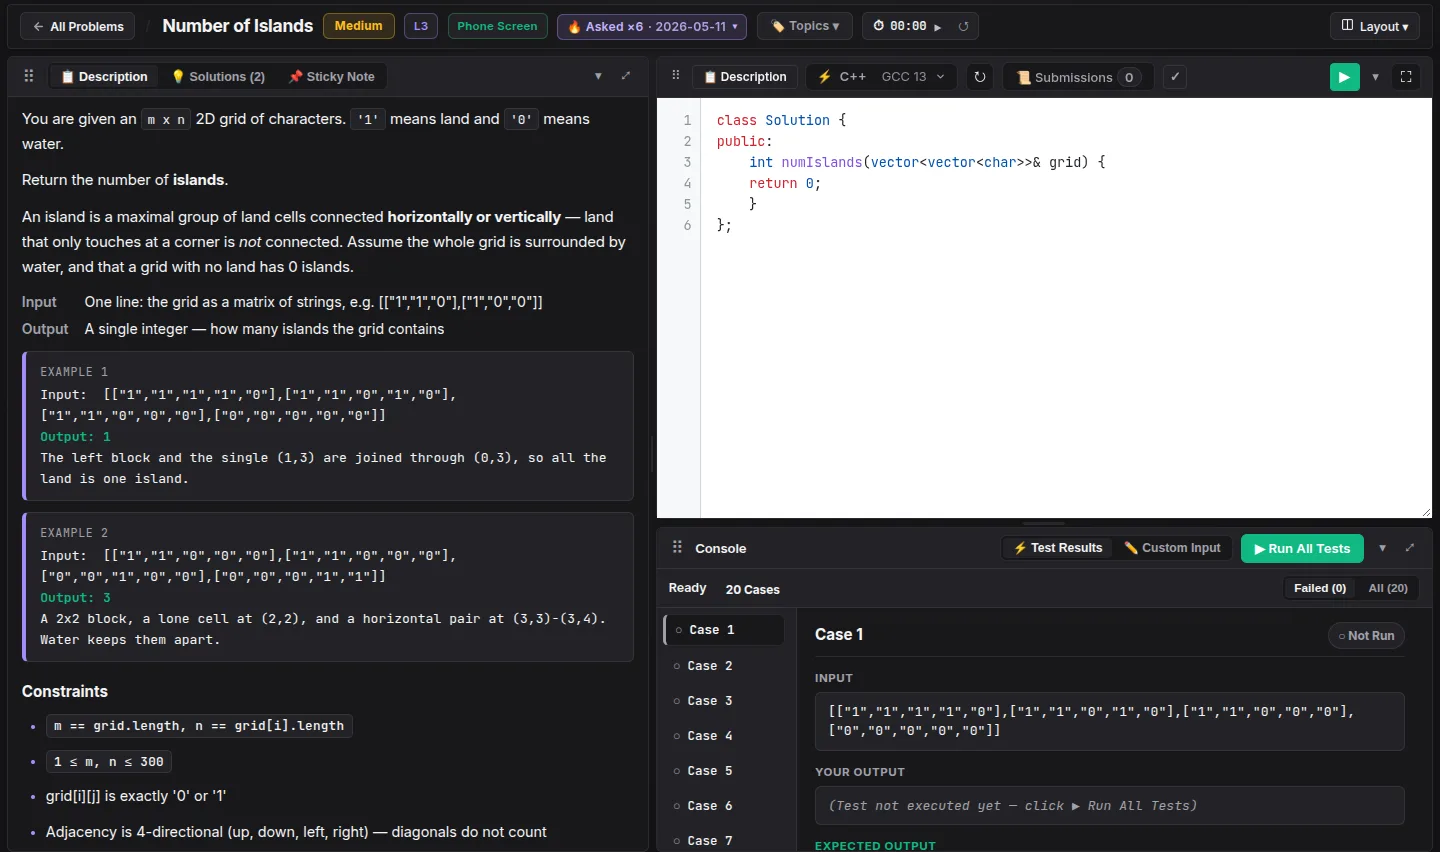 ← All Problems / Number of Islands Medium L3 Phone Screen 🔥 Asked ×6 · 2026-05-11 ▾ 🏷️ Topics ▾ ⏱ 00:00 ▶ ↺ Layout ▾
📋 Description 💡 Solutions (2) 📌 Sticky Note
You are given an m x n 2D grid of characters. '1' means land and '0' means
water.
Return the number of islands.
An island is a maximal group of land cells connected horizontally or vertically — land
that only touches at a corner is not connected. Assume the whole grid is surrounded by
water, and that a grid with no land has 0 islands.
Input One line: the grid as a matrix of strings, e.g. [["1","1","0"],["1","0","0"]]
Output A single integer — how many islands the grid contains
EXAMPLE 1
Input:  [["1","1","1","1","0"],["1","1","0","1","0"],
["1","1","0","0","0"],["0","0","0","0","0"]]
Output: 1
The left block and the single (1,3) are joined through (0,3), so all the
land is one island.
EXAMPLE 2
Input:  [["1","1","0","0","0"],["1","1","0","0","0"],
["0","0","1","0","0"],["0","0","0","1","1"]]
Output: 3
A 2x2 block, a lone cell at (2,2), and a horizontal pair at (3,3)-(3,4).
Water keeps them apart.
Constraints
• m == grid.length, n == grid[i].length
• 1 ≤ m, n ≤ 300
• grid[i][j] is exactly '0' or '1'
• Adjacency is 4-directional (up, down, left, right) — diagonals do not count
📋 Description ⚡ C++ GCC 13 ↻ 📜 Submissions 0 ✓ ▶ ▼
1 class Solution {
2 public:
3     int numIslands(vector<vector<char>>& grid) {
4     return 0;
5     }
6 };
Console ⚡ Test Results ✏️ Custom Input ▶ Run All Tests ▼
Ready 20 Cases Failed (0) All (20)
○ Case 1
○ Case 2
○ Case 3
○ Case 4
○ Case 5
○ Case 6
○ Case 7
Case 1 ○ Not Run
INPUT
[["1","1","1","1","0"],["1","1","0","1","0"],["1","1","0","0","0"],
["0","0","0","0","0"]]
YOUR OUTPUT
(Test not executed yet — click ▶ Run All Tests)
EXPECTED OUTPUT